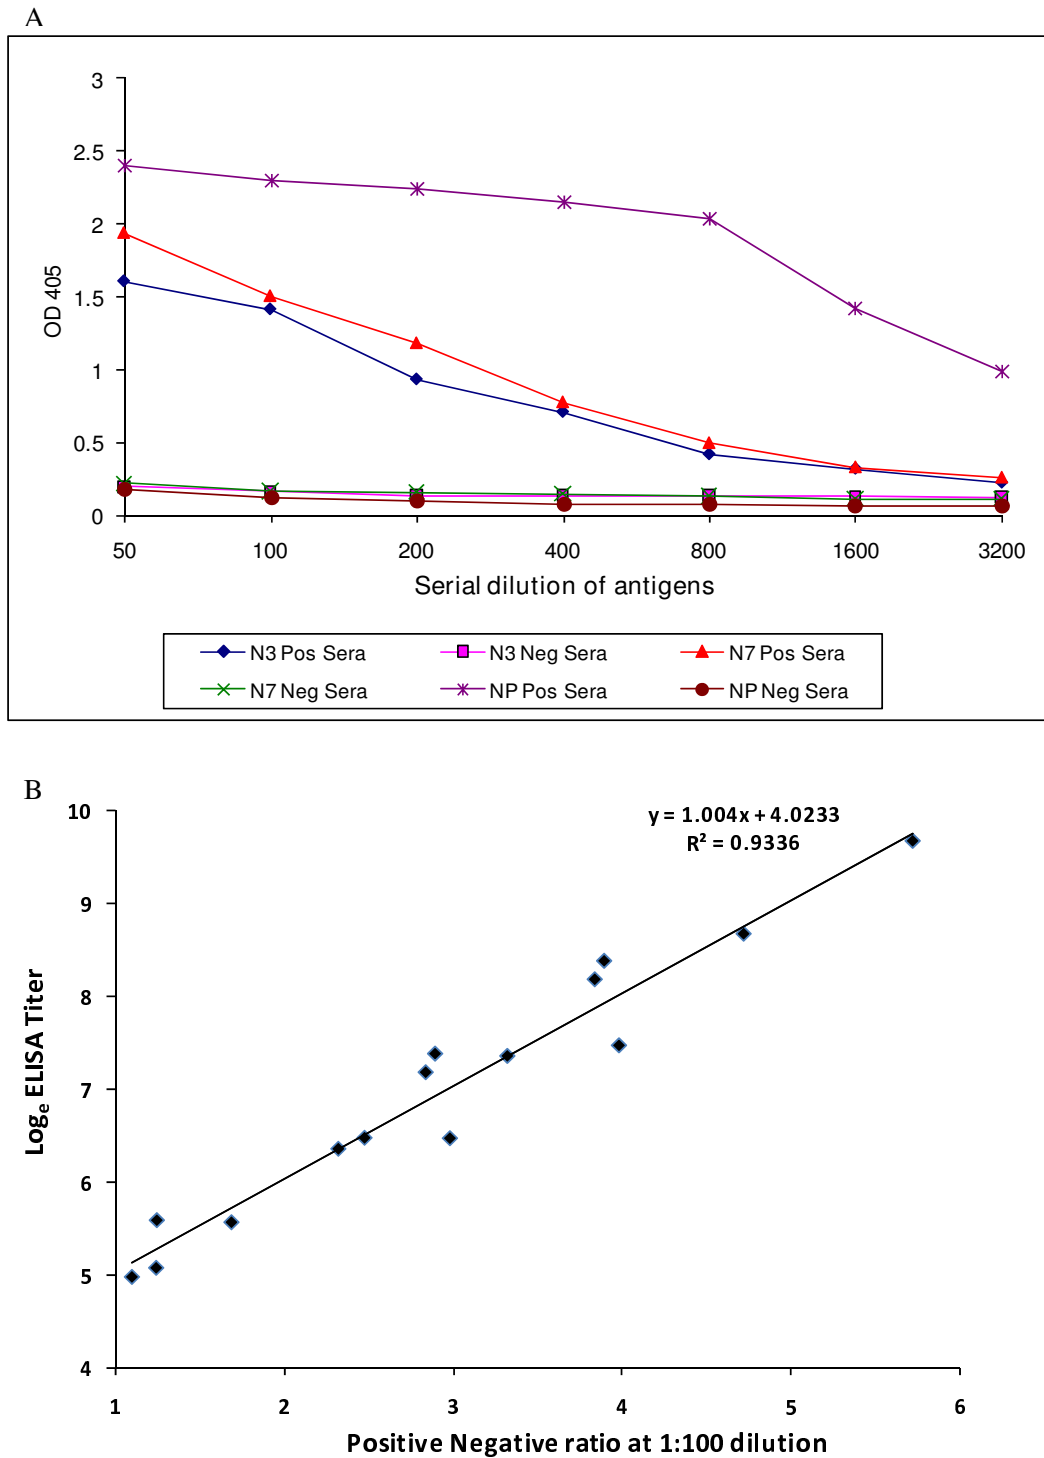 A
3
2.5
2
1.5
1
0.5
0
OD 405
50 100 200 400 800 1600 3200
Serial dilution of antigens
N3 Pos Sera N3 Neg Sera N7 Pos Sera
N7 Neg Sera NP Pos Sera NP Neg Sera
B
y = 1.004x + 4.0233
R² = 0.9336
10
9
8
7
6
5
4
Logₑ ELISA Titer
1 2 3 4 5 6
Positive Negative ratio at 1:100 dilution